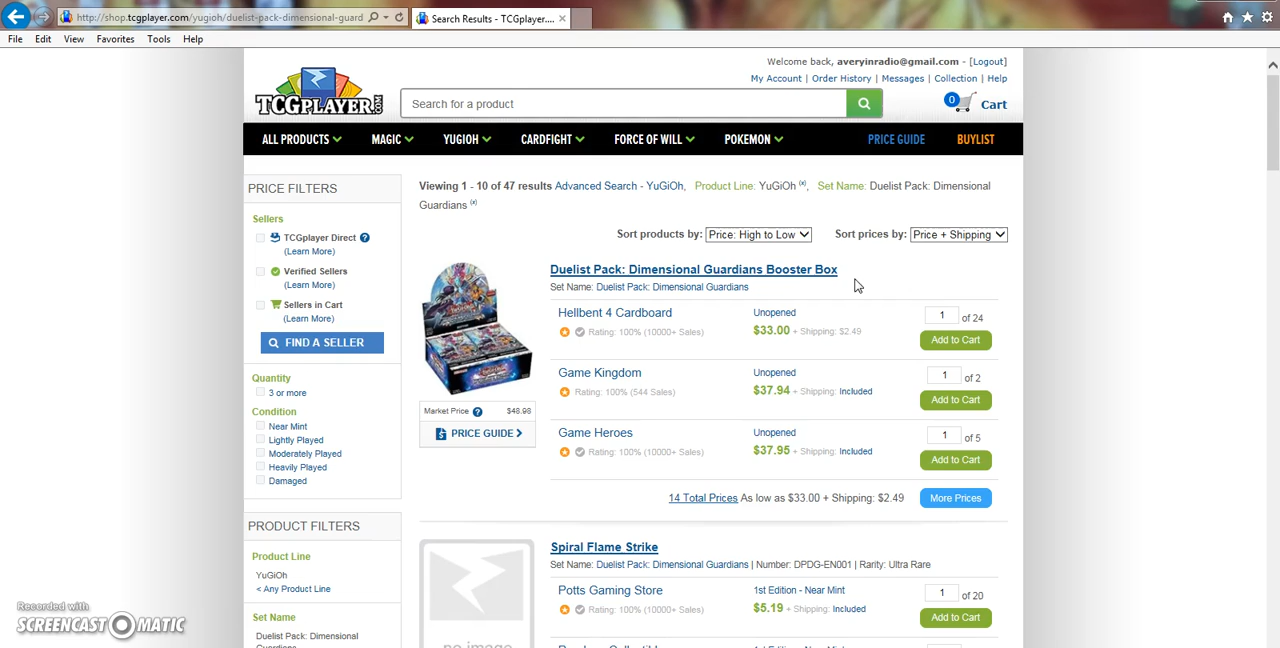 http://shop.tcgplayer.com/yugioh/duelist-pack-dimensional-guard
Search Results - TCGplayer....
File Edit View Favorites Tools Help
Welcome back, averyinradio@gmail.com - [Logout]
My Account | Order History | Messages | Collection | Help
TCGPLAYER.COM
Search for a product
0 Cart
ALL PRODUCTS MAGIC YUGIOH CARDFIGHT FORCE OF WILL POKEMON PRICE GUIDE BUYLIST
PRICE FILTERS
Sellers
TCGplayer Direct ?
(Learn More)
Verified Sellers
(Learn More)
Sellers in Cart
(Learn More)
FIND A SELLER
Quantity
3 or more
Condition
Near Mint
Lightly Played
Moderately Played
Heavily Played
Damaged
PRODUCT FILTERS
Product Line
YuGiOh
< Any Product Line
Set Name
Duelist Pack: Dimensional
Guardians
Viewing 1 - 10 of 47 results Advanced Search - YuGiOh, Product Line: YuGiOh (x), Set Name: Duelist Pack: Dimensional
Guardians (x)
Sort products by: Price: High to Low Sort prices by: Price + Shipping
Duelist Pack: Dimensional Guardians Booster Box
Set Name: Duelist Pack: Dimensional Guardians
Market Price ? $48.98
PRICE GUIDE
Hellbent 4 Cardboard Unopened 1 of 24
Rating: 100% (10000+ Sales) $33.00 + Shipping: $2.49 Add to Cart
Game Kingdom Unopened 1 of 2
Rating: 100% (544 Sales) $37.94 + Shipping: Included Add to Cart
Game Heroes Unopened 1 of 5
Rating: 100% (10000+ Sales) $37.95 + Shipping: Included Add to Cart
14 Total Prices As low as $33.00 + Shipping: $2.49 More Prices
Spiral Flame Strike
Set Name: Duelist Pack: Dimensional Guardians | Number: DPDG-EN001 | Rarity: Ultra Rare
no image
Potts Gaming Store 1st Edition - Near Mint 1 of 20
Rating: 100% (10000+ Sales) $5.19 + Shipping: Included Add to Cart
Recorded with
SCREENCAST-O-MATIC